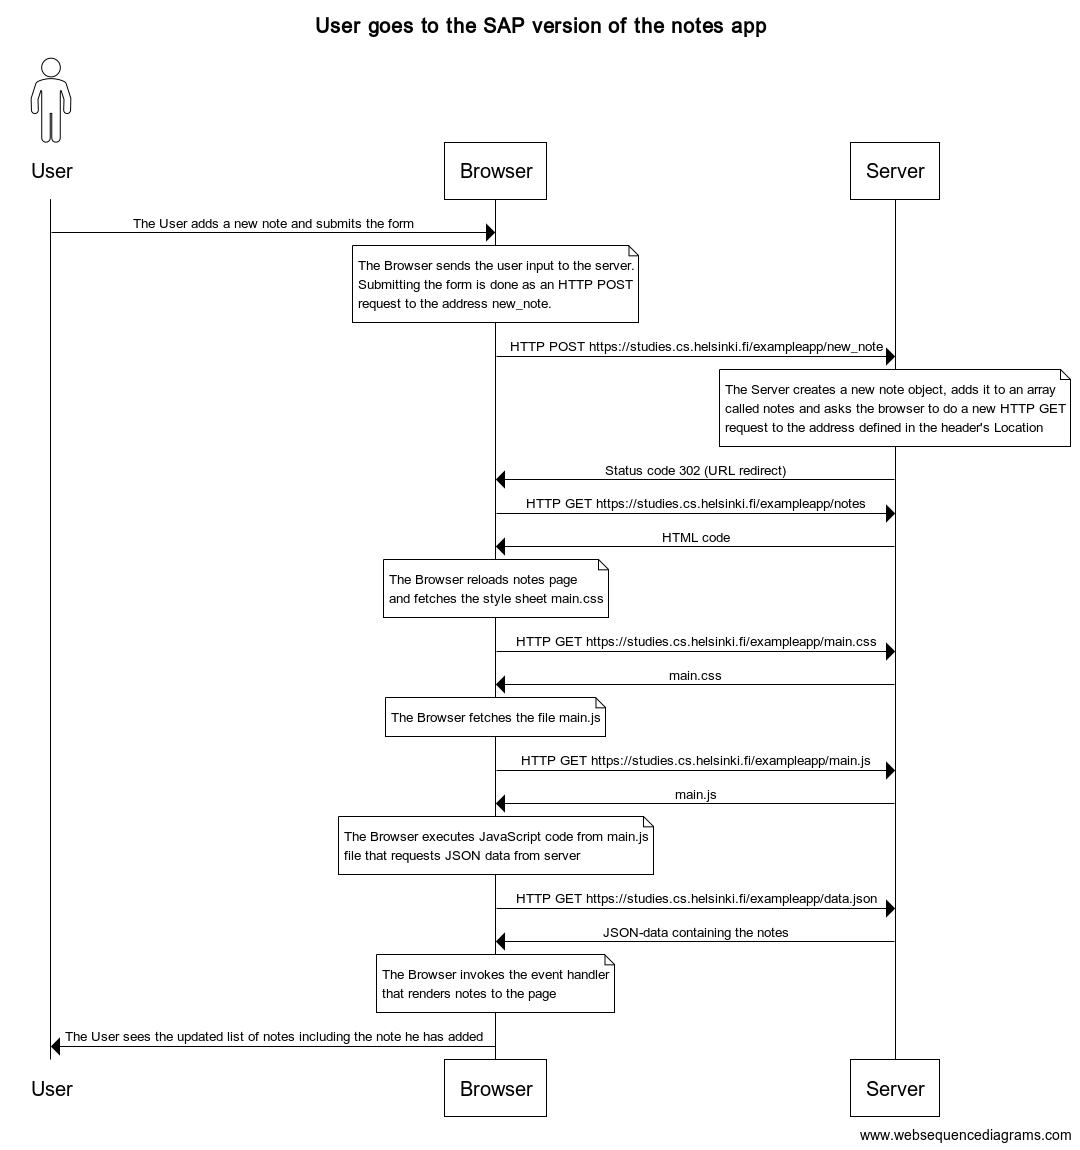 User goes to the SAP version of the notes app
User
Browser
Server
The User adds a new note and submits the form
The Browser sends the user input to the server.
Submitting the form is done as an HTTP POST
request to the address new_note.
HTTP POST https://studies.cs.helsinki.fi/exampleapp/new_note
The Server creates a new note object, adds it to an array
called notes and asks the browser to do a new HTTP GET
request to the address defined in the header's Location
Status code 302 (URL redirect)
HTTP GET https://studies.cs.helsinki.fi/exampleapp/notes
HTML code
The Browser reloads notes page
and fetches the style sheet main.css
HTTP GET https://studies.cs.helsinki.fi/exampleapp/main.css
main.css
The Browser fetches the file main.js
HTTP GET https://studies.cs.helsinki.fi/exampleapp/main.js
main.js
The Browser executes JavaScript code from main.js
file that requests JSON data from server
HTTP GET https://studies.cs.helsinki.fi/exampleapp/data.json
JSON-data containing the notes
The Browser invokes the event handler
that renders notes to the page
The User sees the updated list of notes including the note he has added
User
Browser
Server
www.websequencediagrams.com